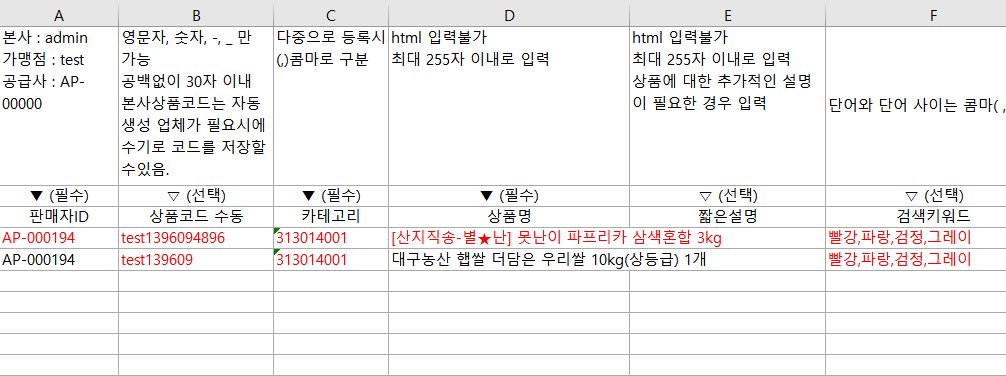 A B C D E F
본사 : admin
가맹점 : test
공급사 : AP-
00000
영문자, 숫자, -, _ 만
가능
공백없이 30자 이내
본사상품코드는 자동
생성 업체가 필요시에
수기로 코드를 저장할
수있음.
다중으로 등록시
(,)콤마로 구분
html 입력불가
최대 255자 이내로 입력
html 입력불가
최대 255자 이내로 입력
상품에 대한 추가적인 설명
이 필요한 경우 입력
단어와 단어 사이는 콤마( ,
▼ (필수) ▽ (선택) ▼ (필수) ▼ (필수) ▽ (선택) ▽ (선택)
판매자ID 상품코드 수동 카테고리 상품명 짧은설명 검색키워드
AP-000194 test1396094896 313014001 [산지직송-별★난] 못난이 파프리카 삼색혼합 3kg 빨강,파랑,검정,그레이
AP-000194 test139609 313014001 대구농산 햅쌀 더담은 우리쌀 10kg(상등급) 1개 빨강,파랑,검정,그레이